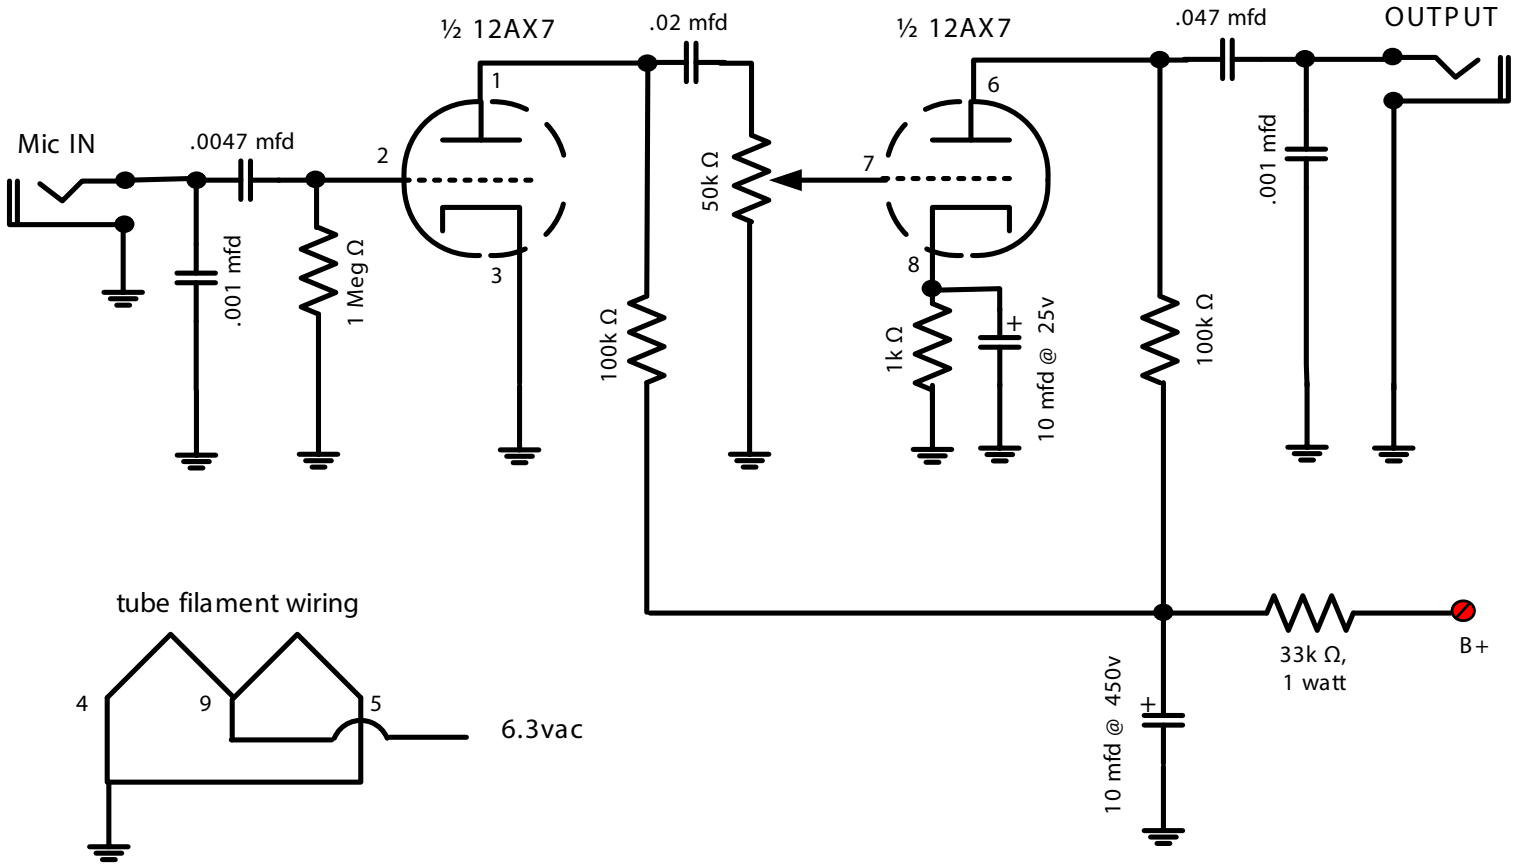 ½ 12AX7
.02 mfd
½ 12AX7
.047 mfd
OUTPUT
1
6
Mic IN
.0047 mfd
2
7
50k Ω
.001 mfd
.001 mfd
1 Meg Ω
3
8
100k Ω
1k Ω
+
10 mfd @ 25v
100k Ω
tube filament wiring
4
9
5
6.3vac
33k Ω,
1 watt
B+
10 mfd @ 450v
+